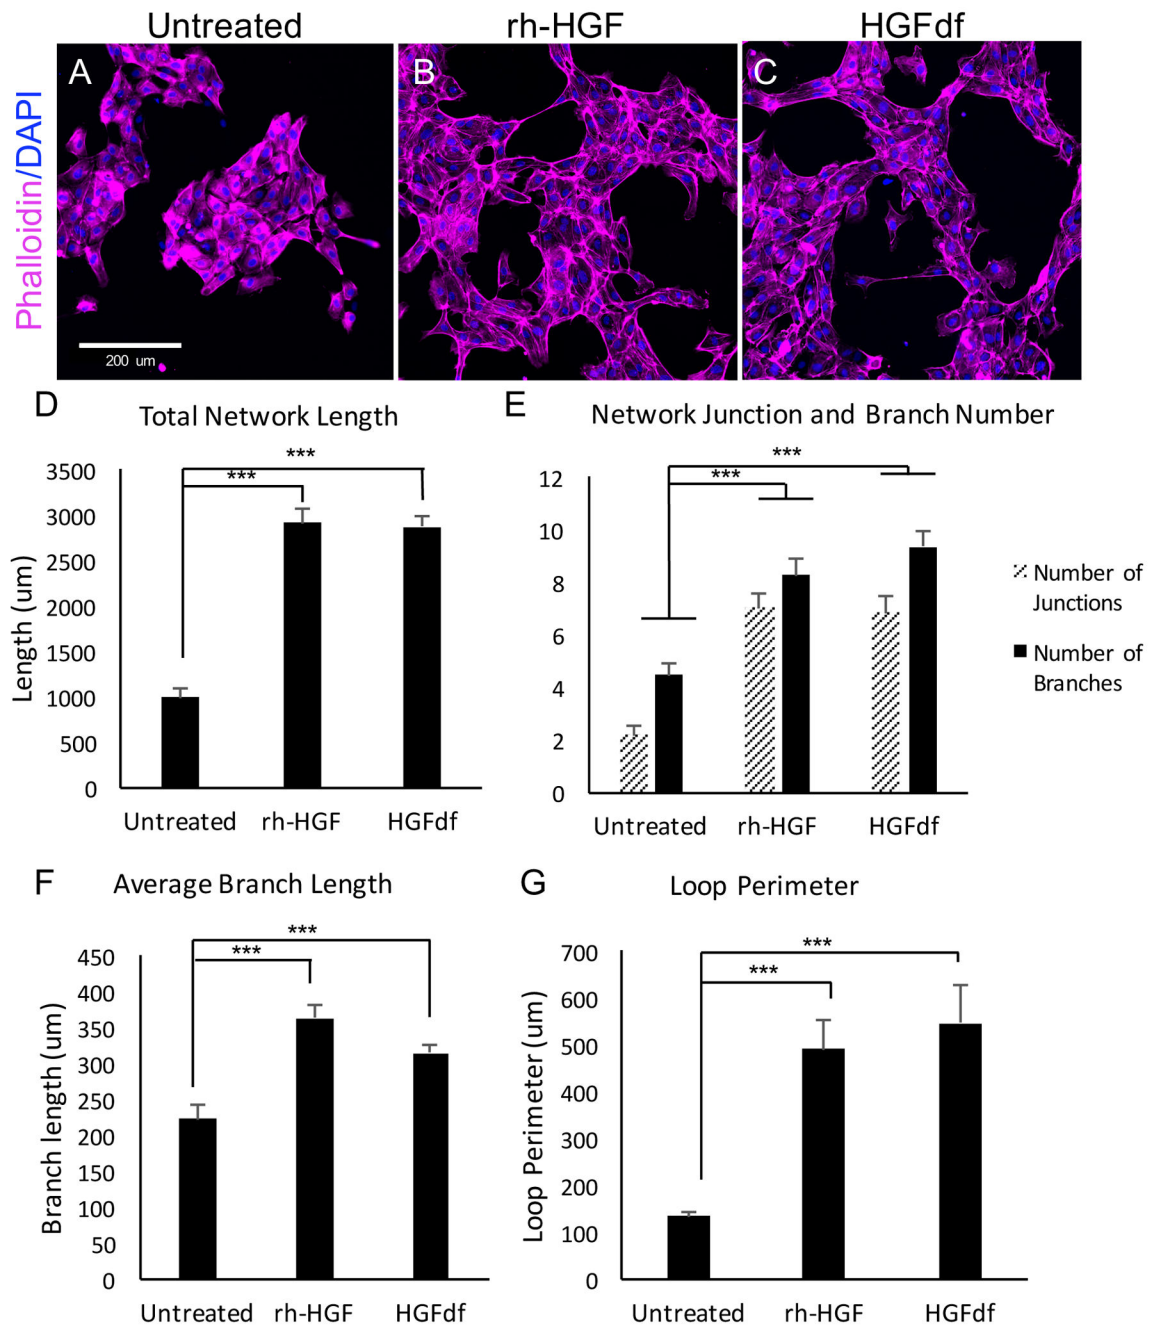 Untreated rh-HGF HGFdf
Phalloidin/DAPI
A B C
200 um
D Total Network Length
***
***
3500
3000
2500
2000
1500
1000
500
0
Length (um)
Untreated rh-HGF HGFdf
E Network Junction and Branch Number
***
***
12
10
8
6
4
2
0
Number of
Junctions
Number of
Branches
Untreated rh-HGF HGFdf
F Average Branch Length
***
***
450
400
350
300
250
200
150
100
50
0
Branch length (um)
Untreated rh-HGF HGFdf
G Loop Perimeter
***
***
700
600
500
400
300
200
100
0
Loop Perimeter (um)
Untreated rh-HGF HGFdf